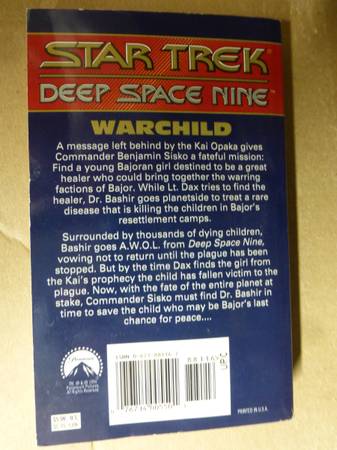 STAR TREK®
DEEP SPACE NINE™
WARCHILD
A message left behind by the Kai Opaka gives
Commander Benjamin Sisko a fateful mission:
Find a young Bajoran girl destined to be a great
healer who could bring together the warring
factions of Bajor. While Lt. Dax tries to find the
healer, Dr. Bashir goes planetside to treat a rare
disease that is killing the children in Bajor's
resettlement camps.
Surrounded by thousands of dying children,
Bashir goes A.W.O.L. from Deep Space Nine,
vowing not to return until the plague has been
stopped. But by the time Dax finds the girl from
the Kai's prophecy the child has fallen victim to the
plague. Now, with the fate of the entire planet at
stake, Commander Sisko must find Dr. Bashir in
time to save the child who may be Bajor's last
chance for peace....
Paramount
Paramount Pictures
ISBN
UPC
PRINTED IN U.S.A.